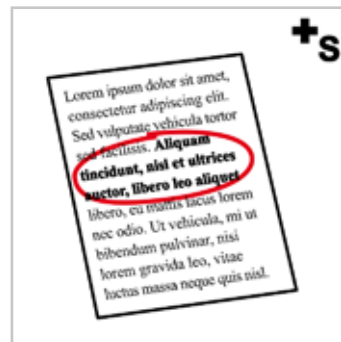 +s
Lorem ipsum dolor sit amet,
consectetur adipiscing elit.
Sed vulputate vehicula tortor
sed facilisis. Aliquam
tincidunt, nisl et ultrices
auctor, libero leo aliquet
libero, eu mattis lacus lorem
nec odio. Ut vehicula, mi ut
bibendum pulvinar, nisi
lorem gravida leo, vitae
luctus massa neque quis nisl.